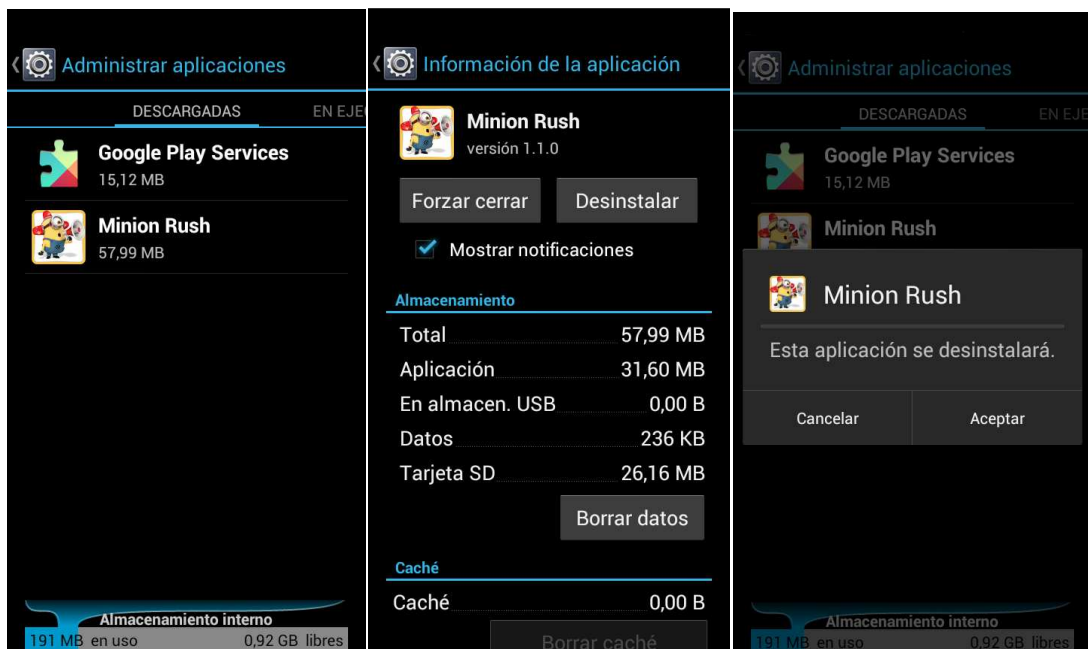 Administrar aplicaciones
DESCARGADAS EN EJE
Google Play Services
15,12 MB
Minion Rush
57,99 MB
Almacenamiento interno
191 MB en uso 0,92 GB libres
Información de la aplicación
Minion Rush
versión 1.1.0
Forzar cerrar Desinstalar
Mostrar notificaciones
Almacenamiento
Total 57,99 MB
Aplicación 31,60 MB
En almacen. USB 0,00 B
Datos 236 KB
Tarjeta SD 26,16 MB
Borrar datos
Caché
Caché 0,00 B
Borrar caché
Administrar aplicaciones
DESCARGADAS EN EJE
Google Play Services
15,12 MB
Minion Rush
Minion Rush
Esta aplicación se desinstalará.
Cancelar Aceptar
Almacenamiento interno
191 MB en uso 0,92 GB libres